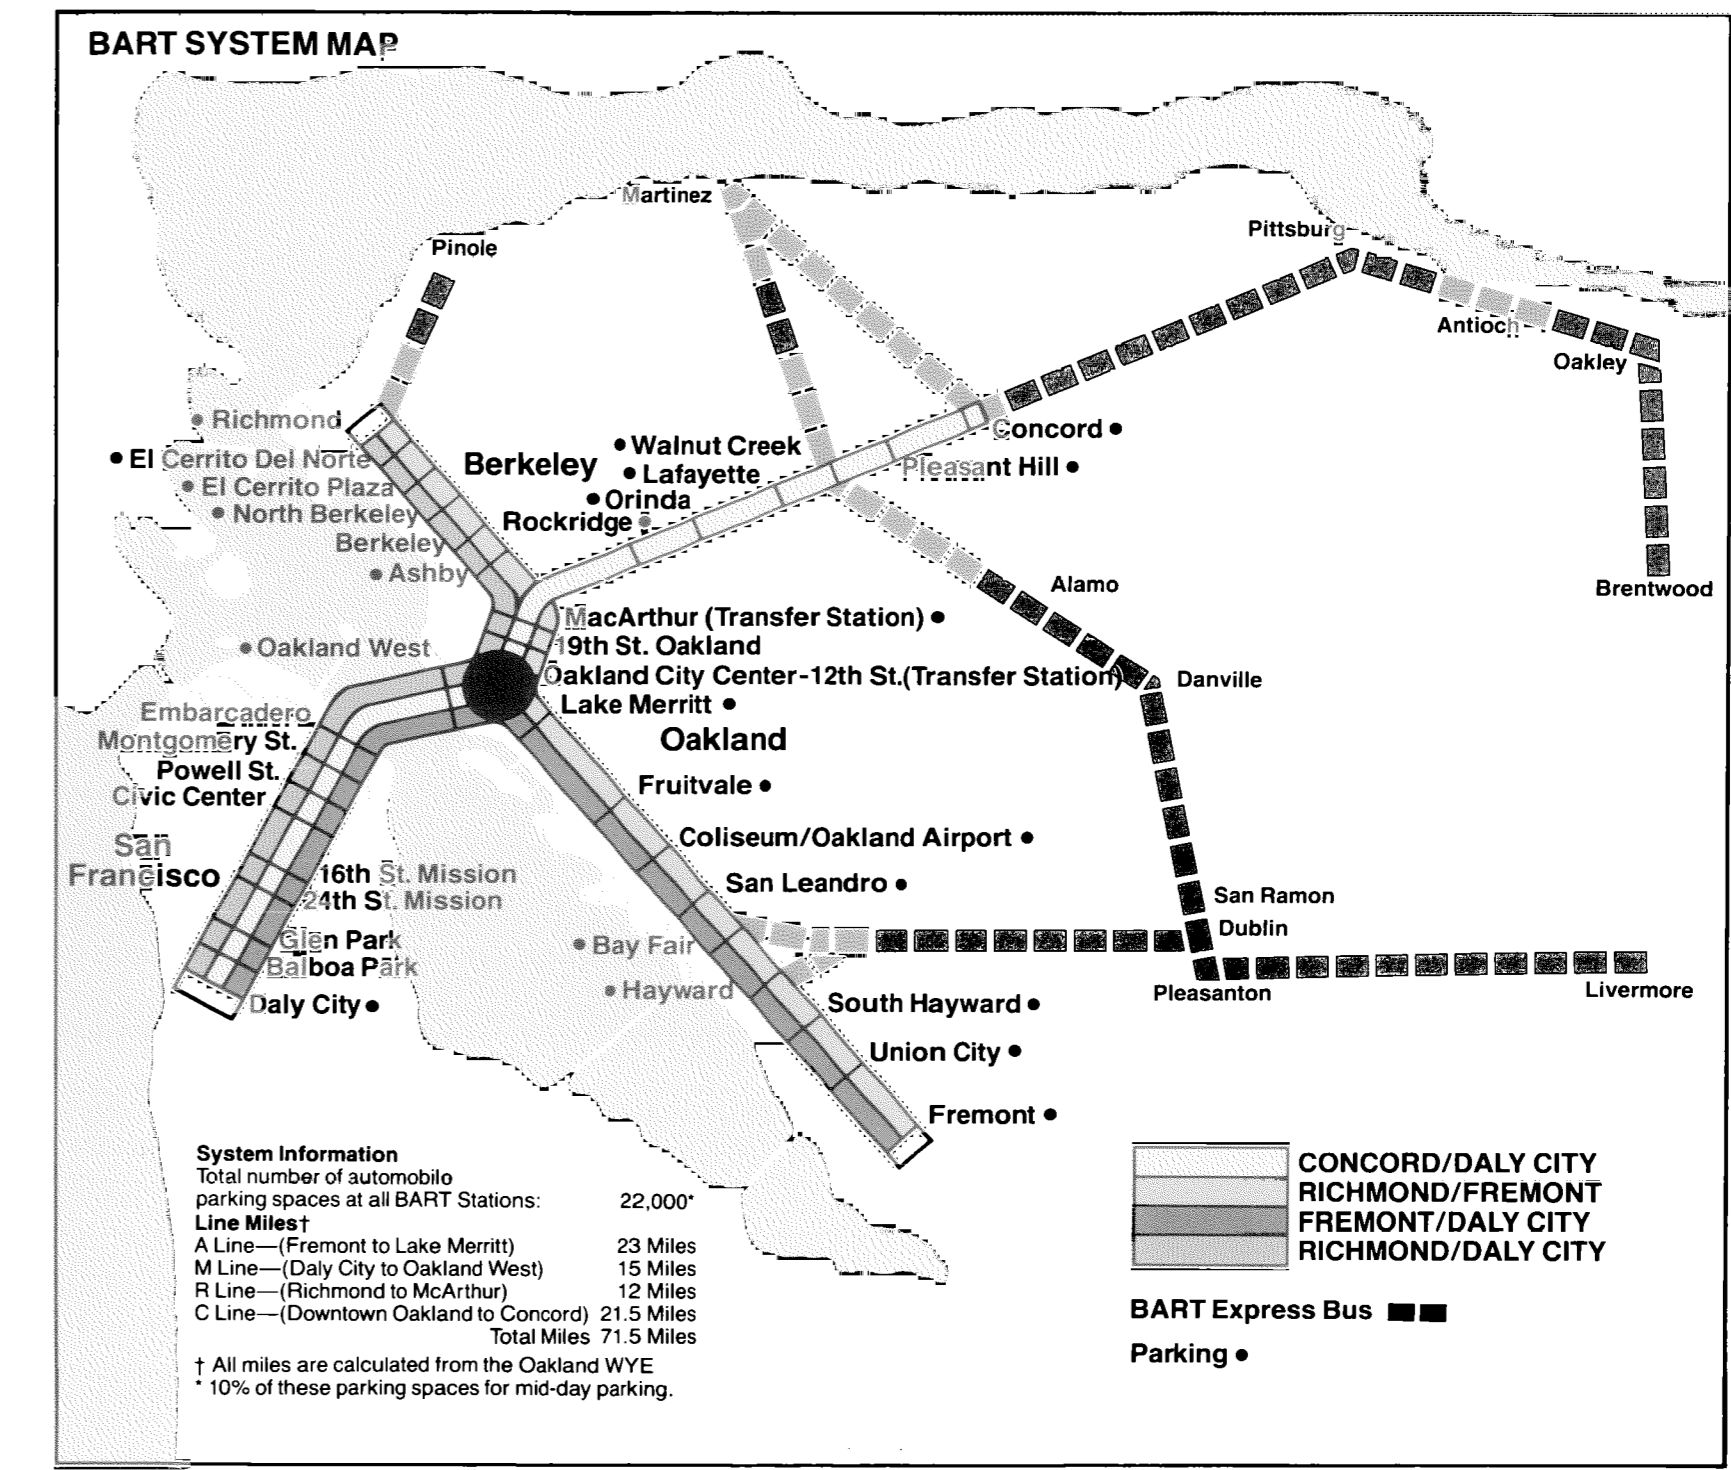 BART SYSTEM MAP
Martinez
Pinole
Pittsburg
Antioch
Oakley
Brentwood
Richmond
El Cerrito Del Norte
El Cerrito Plaza
North Berkeley
Berkeley
Ashby
Berkeley
Walnut Creek
Lafayette
Orinda
Rockridge
Concord
Pleasant Hill
Alamo
Danville
MacArthur (Transfer Station)
19th St. Oakland
Oakland City Center-12th St.(Transfer Station)
Lake Merritt
Oakland
Oakland West
Embarcadero
Montgomery St.
Powell St.
Civic Center
San
Francisco
16th St. Mission
24th St. Mission
Glen Park
Balboa Park
Daly City
Fruitvale
Coliseum/Oakland Airport
San Leandro
Bay Fair
Hayward
South Hayward
Union City
Fremont
San Ramon
Dublin
Pleasanton
Livermore
System Information
Total number of automobilo
parking spaces at all BART Stations: 22,000*
Line Miles†
A Line—(Fremont to Lake Merritt) 23 Miles
M Line—(Daly City to Oakland West) 15 Miles
R Line—(Richmond to McArthur) 12 Miles
C Line—(Downtown Oakland to Concord) 21.5 Miles
Total Miles 71.5 Miles
† All miles are calculated from the Oakland WYE
* 10% of these parking spaces for mid-day parking.
CONCORD/DALY CITY
RICHMOND/FREMONT
FREMONT/DALY CITY
RICHMOND/DALY CITY
BART Express Bus
Parking